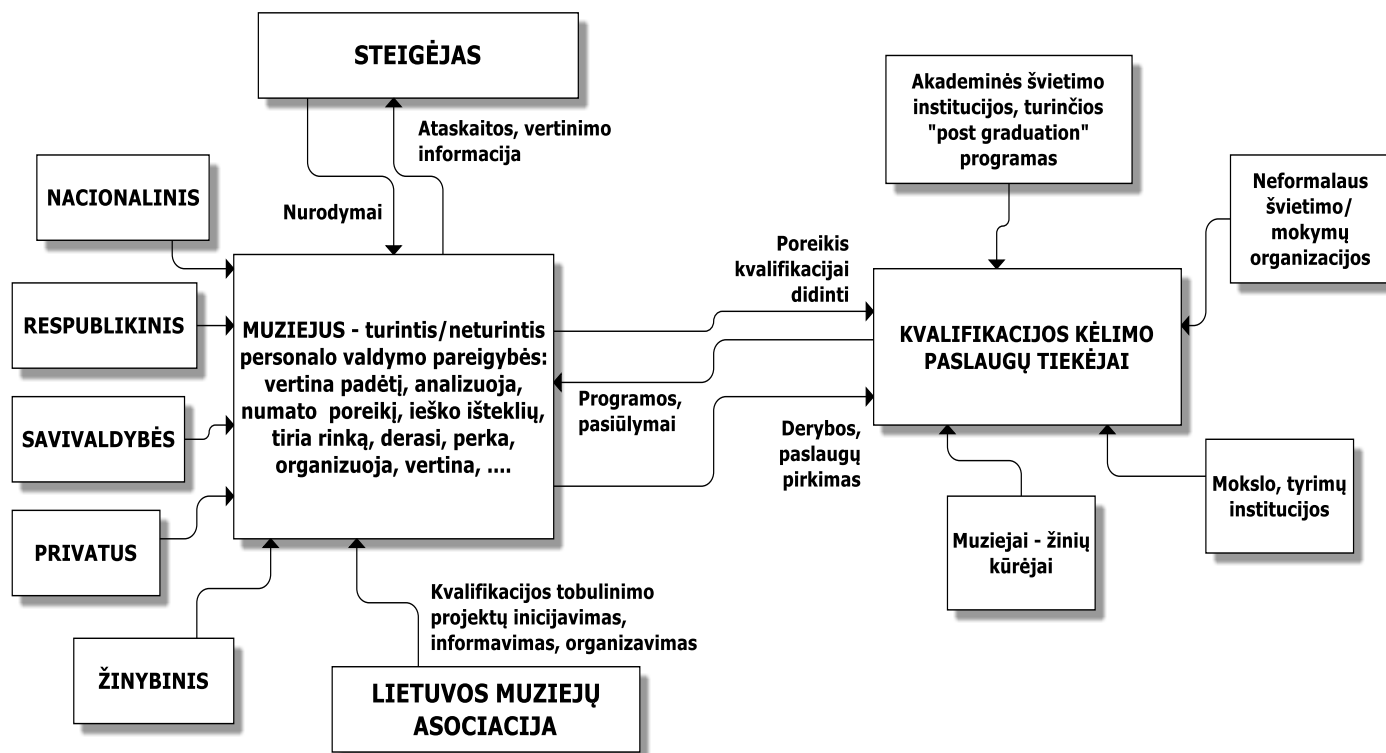 STEIGĖJAS
Ataskaitos, vertinimo
informacija
Nurodymai
NACIONALINIS
RESPUBLIKINIS
SAVIVALDYBĖS
PRIVATUS
ŽINYBINIS
MUZIEJUS - turintis/neturintis
personalo valdymo pareigybės:
vertina padėtį, analizuoja,
numato  poreikį, ieško išteklių,
tiria rinką, derasi, perka,
organizuoja, vertina, ....
Kvalifikacijos tobulinimo
projektų inicijavimas,
informavimas, organizavimas
LIETUVOS MUZIEJŲ
ASOCIACIJA
Poreikis
kvalifikacijai
didinti
Programos,
pasiūlymai
Derybos,
paslaugų
pirkimas
Akademinės švietimo
institucijos, turinčios
"post graduation"
programas
Neformalaus
švietimo/
mokymų
organizacijos
KVALIFIKACIJOS KĖLIMO
PASLAUGŲ TIEKĖJAI
Muziejai - žinių
kūrėjai
Mokslo, tyrimų
institucijos